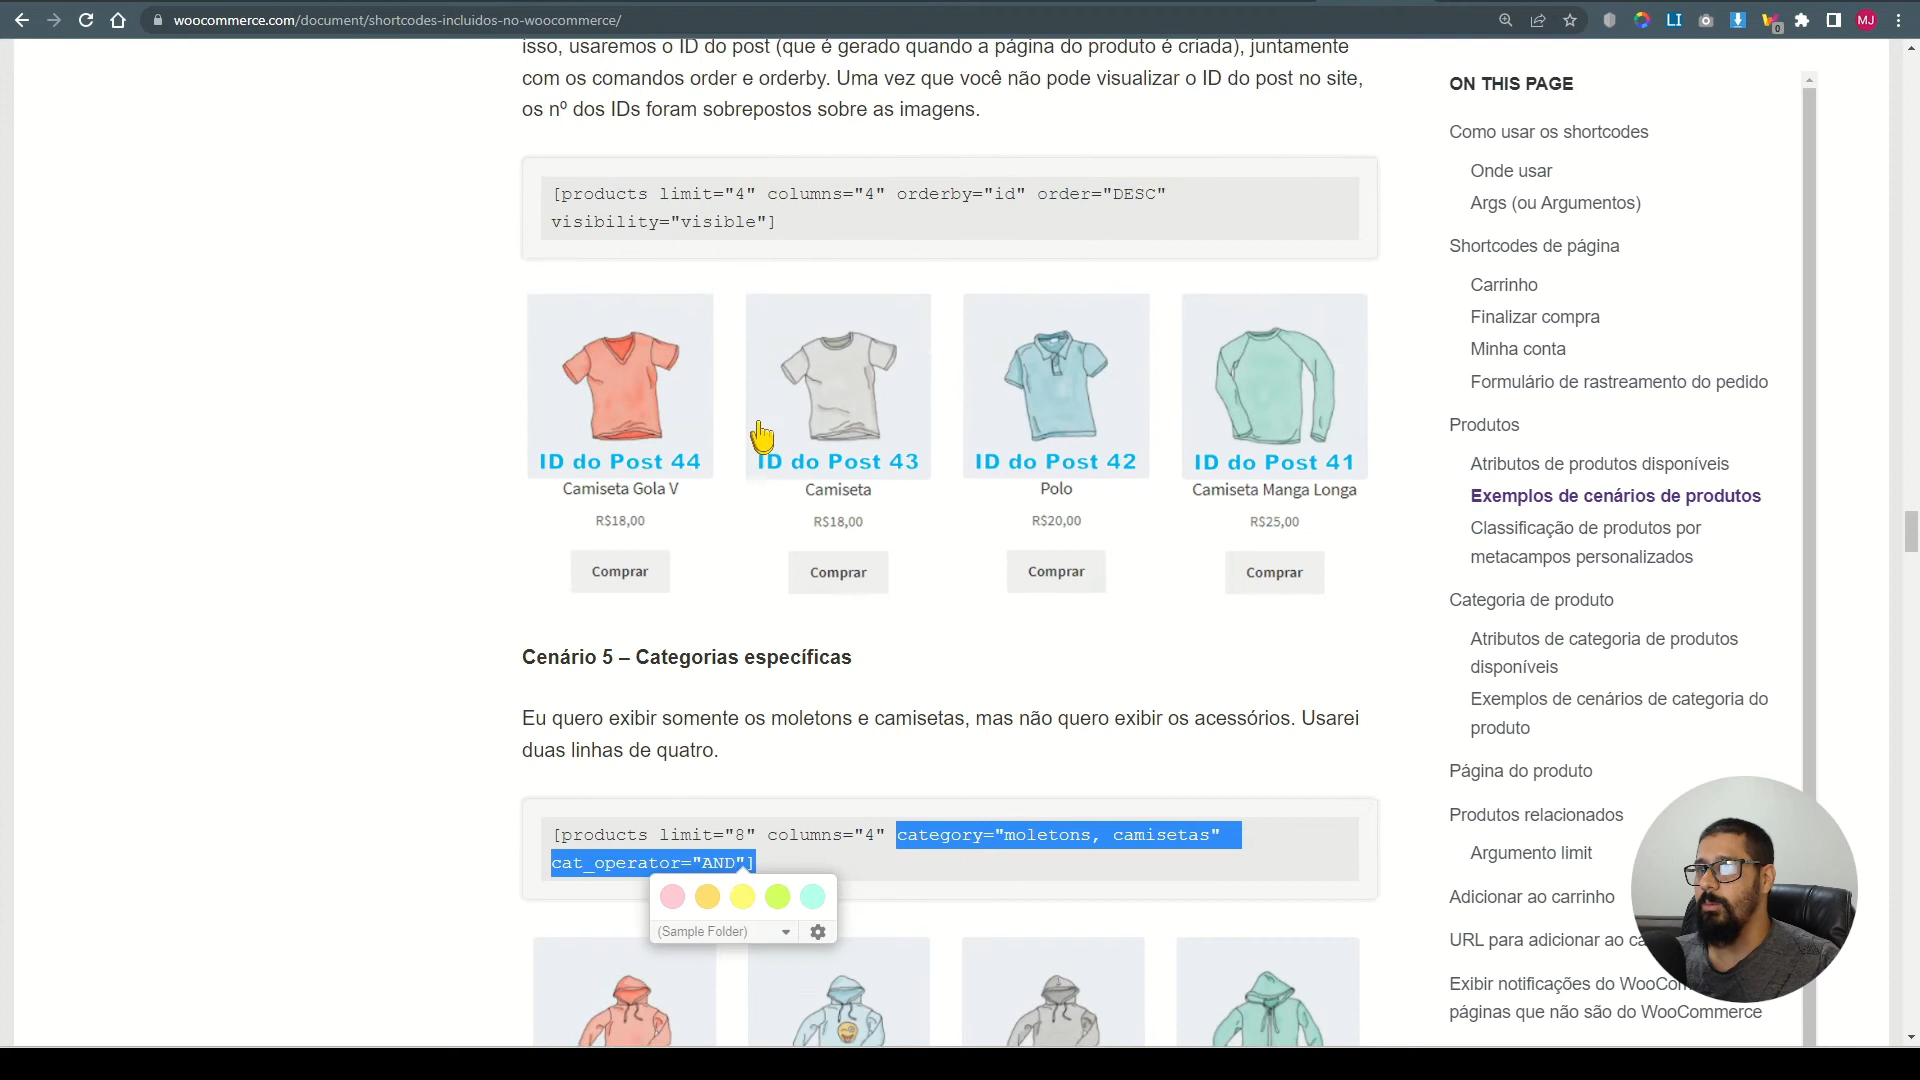 woocommerce.com/document/shortcodes-incluidos-no-woocommerce/
LI
0
MJ
isso, usaremos o ID do post (que é gerado quando a página do produto é criada), juntamente
com os comandos order e orderby. Uma vez que você não pode visualizar o ID do post no site,
os nº dos IDs foram sobrepostos sobre as imagens.
[products limit="4" columns="4" orderby="id" order="DESC"
visibility="visible"]
ID do Post 44
ID do Post 43
ID do Post 42
ID do Post 41
Camiseta Gola V
Camiseta
Polo
Camiseta Manga Longa
R$18,00
R$18,00
R$20,00
R$25,00
Comprar
Comprar
Comprar
Comprar
Cenário 5 – Categorias específicas
Eu quero exibir somente os moletons e camisetas, mas não quero exibir os acessórios. Usarei
duas linhas de quatro.
[products limit="8" columns="4" category="moletons, camisetas"
cat_operator="AND"]
(Sample Folder)
ON THIS PAGE
Como usar os shortcodes
Onde usar
Args (ou Argumentos)
Shortcodes de página
Carrinho
Finalizar compra
Minha conta
Formulário de rastreamento do pedido
Produtos
Atributos de produtos disponíveis
Exemplos de cenários de produtos
Classificação de produtos por
metacampos personalizados
Categoria de produto
Atributos de categoria de produtos
disponíveis
Exemplos de cenários de categoria do
produto
Página do produto
Produtos relacionados
Argumento limit
Adicionar ao carrinho
URL para adicionar ao
Exibir notificações do
páginas que não são do WooCommerce